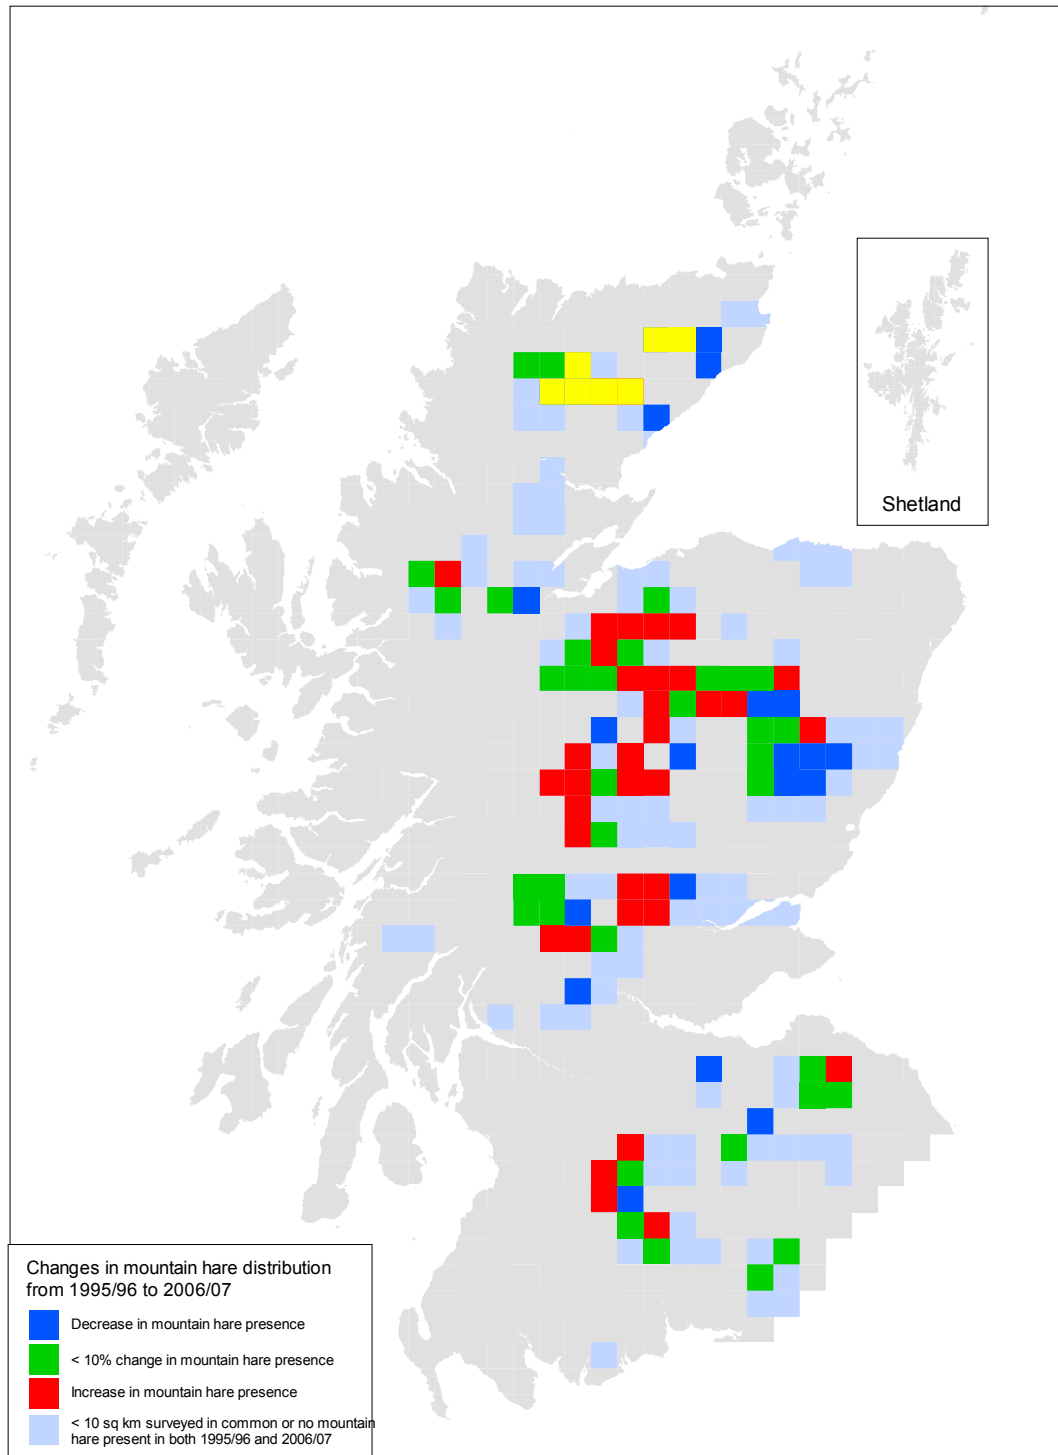 Shetland
Changes in mountain hare distribution
from 1995/96 to 2006/07
Decrease in mountain hare presence
< 10% change in mountain hare presence
Increase in mountain hare presence
< 10 sq km surveyed in common or no mountain
hare present in both 1995/96 and 2006/07